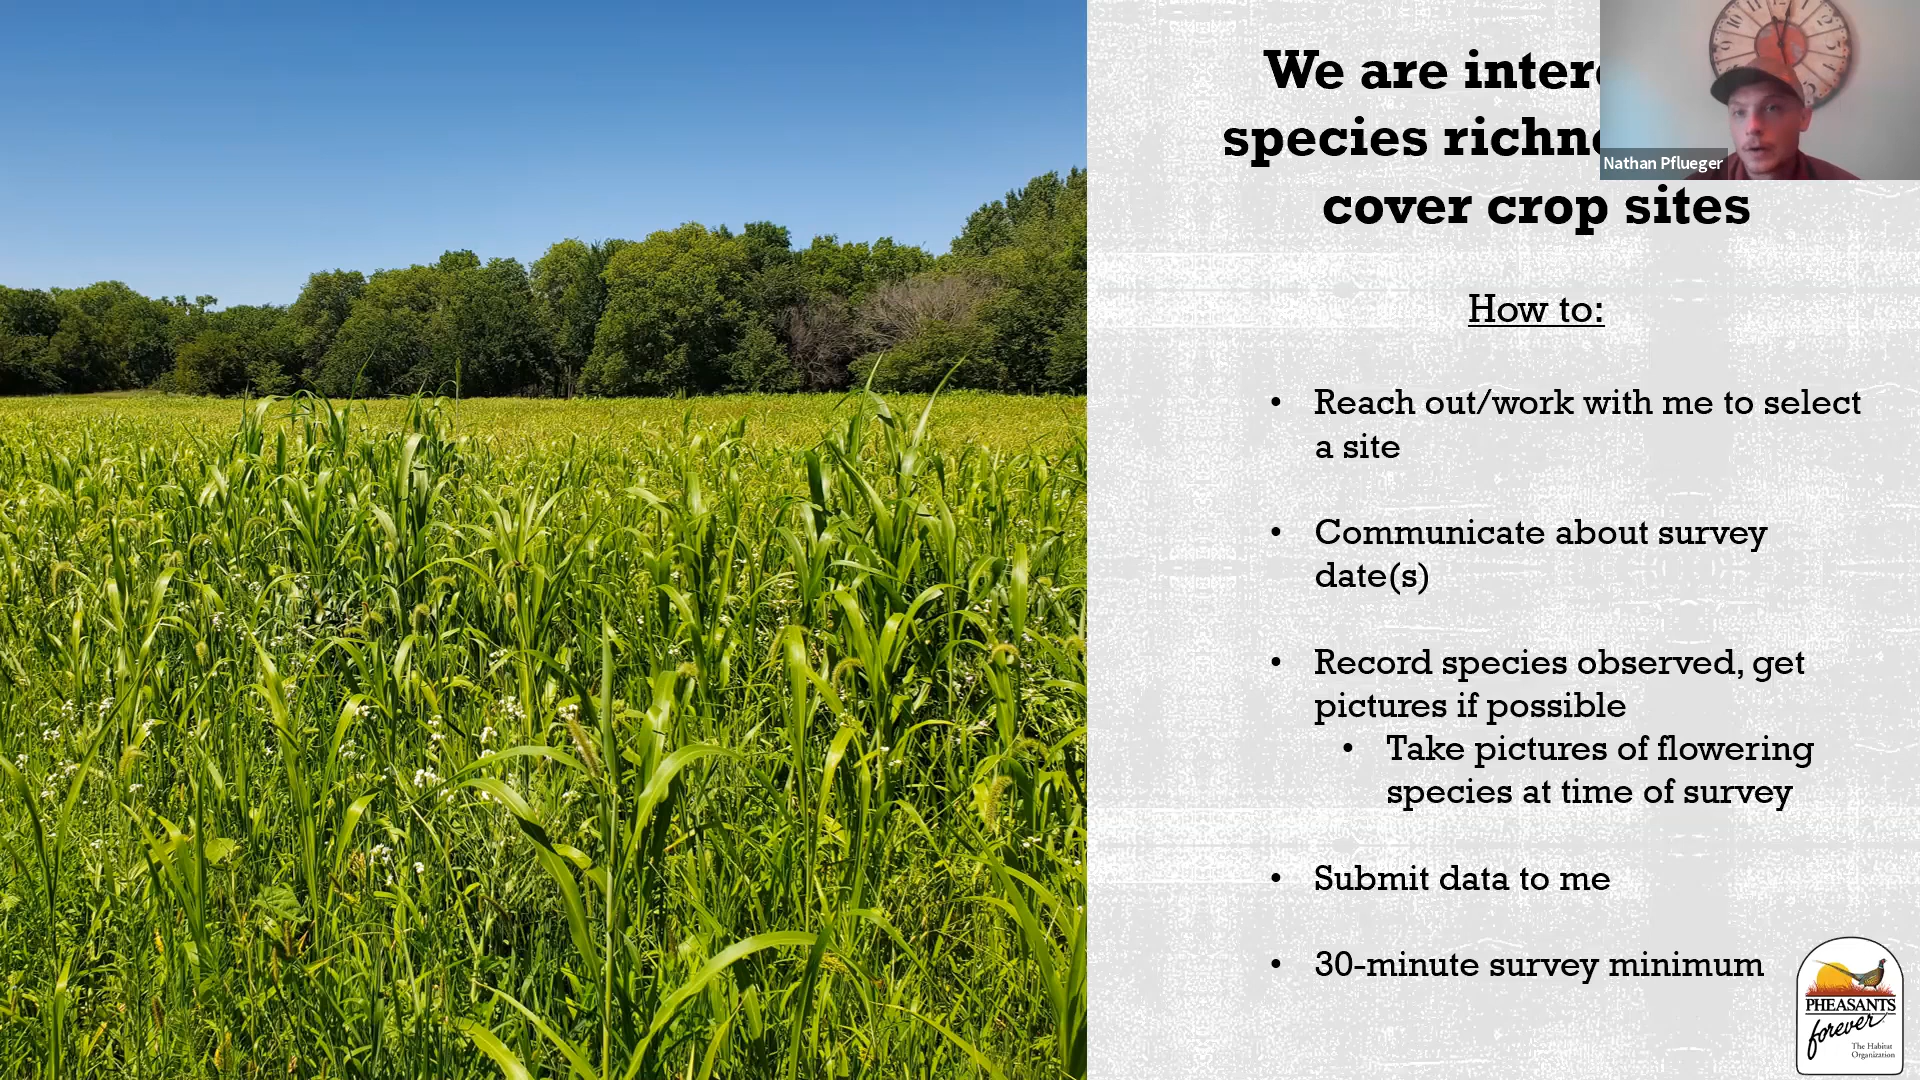 We are inter
species richn
cover crop sites
Nathan Pflueger
How to:
• Reach out/work with me to select
a site
• Communicate about survey
date(s)
• Record species observed, get
pictures if possible
• Take pictures of flowering
species at time of survey
• Submit data to me
• 30-minute survey minimum
PHEASANTS
forever
The Habitat
Organization